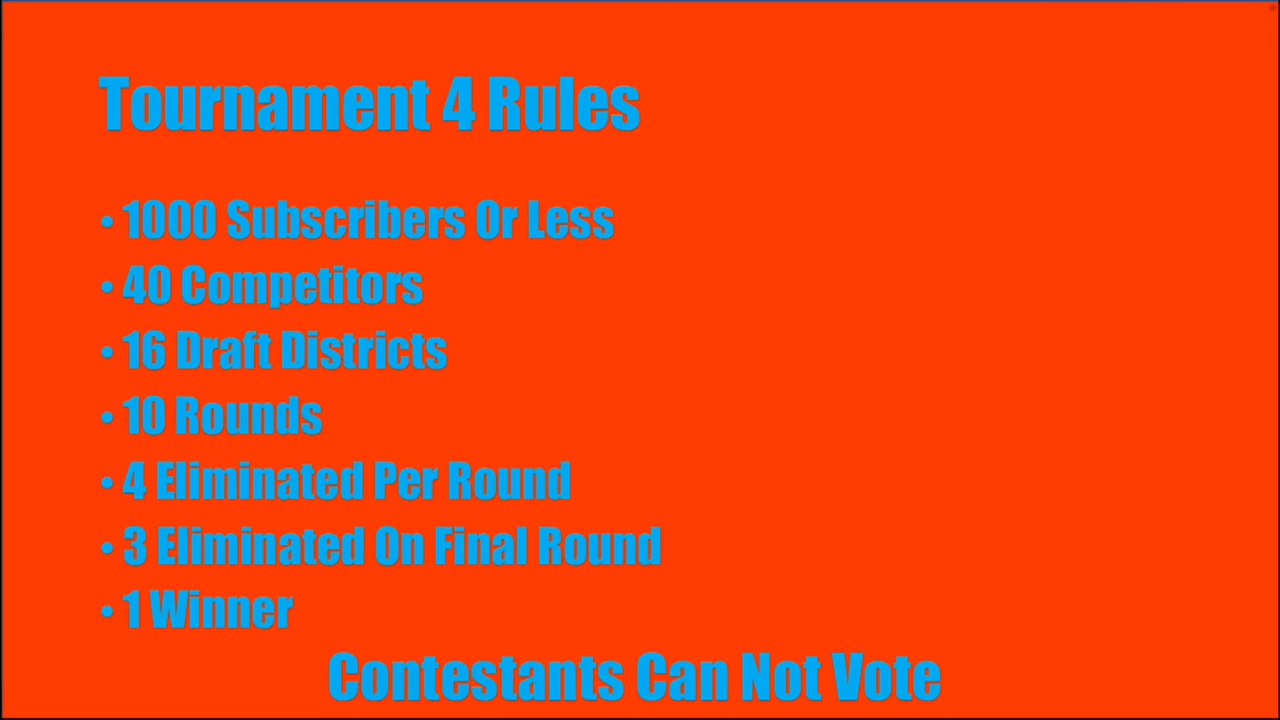 Tournament 4 Rules
• 1000 Subscribers Or Less
• 40 Competitors
• 16 Draft Districts
• 10 Rounds
• 4 Eliminated Per Round
• 3 Eliminated On Final Round
• 1 Winner
Contestants Can Not Vote